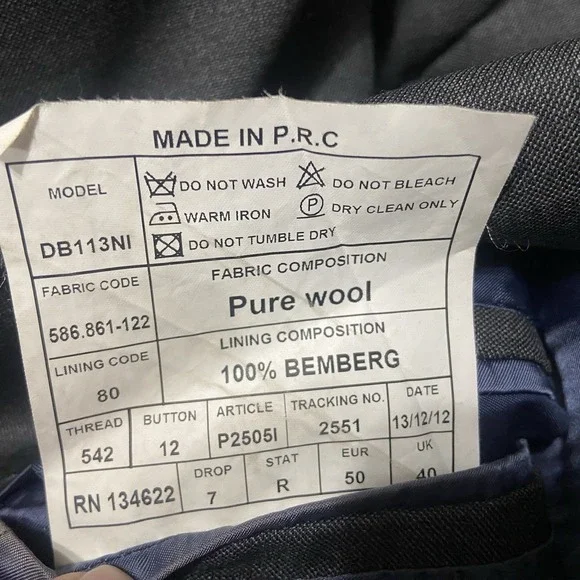 MADE IN P.R.C
MODEL
DB113NI
DO NOT WASH
DO NOT BLEACH
WARM IRON
P
DRY CLEAN ONLY
DO NOT TUMBLE DRY
FABRIC CODE
586.861-122
FABRIC COMPOSITION
Pure wool
LINING CODE
80
LINING COMPOSITION
100% BEMBERG
THREAD
542
BUTTON
12
ARTICLE
P2505I
TRACKING NO.
2551
DATE
13/12/12
RN 134622
DROP
7
STAT
R
EUR
50
UK
40